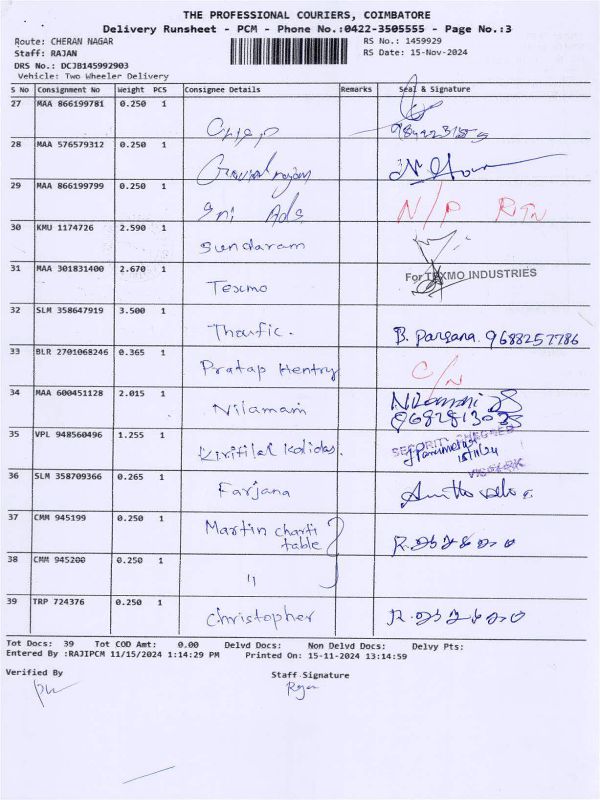 THE PROFESSIONAL COURIERS, COIMBATORE
Delivery Runsheet - PCM - Phone No.:0422-3505555 - Page No.:3
Route: CHERAN NAGAR RS No.: 1459929
Staff: RAJAN RS Date: 15-Nov-2024
DRS No.: DCJB145992903
Vehicle: Two Wheeler Delivery
S No Consignment No Weight PCS Consignee Details Remarks Seal & Signature
27 MAA 866199781 0.250 1
28 MAA 576579312 0.250 1
29 MAA 866199799 0.250 1 Sri Ads N/P RTN
30 KMU 1174726 2.590 1 Sundaram
31 MAA 301831400 2.670 1 Texmo For TEXMO INDUSTRIES
32 SLM 358647919 3.500 1 Thoufic. B. Parsana. 9688257786
33 BLR 2701068246 0.365 1 Pratap Hentry C/N
34 MAA 600451128 2.015 1 Nilamani
35 VPL 948560496 1.255 1 Kirifilal Kalidas.
36 SLM 358709366 0.265 1 Farjana
37 CMM 945199 0.250 1 Martin chariti table
38 CMM 945200 0.250 1 "
39 TRP 724376 0.250 1 Christopher
Tot Docs: 39 Tot COD Amt: 0.00 Delvd Docs: Non Delvd Docs: Delvy Pts:
Entered By :RAJIPCM 11/15/2024 1:14:29 PM Printed On: 15-11-2024 13:14:59
Verified By Staff Signature